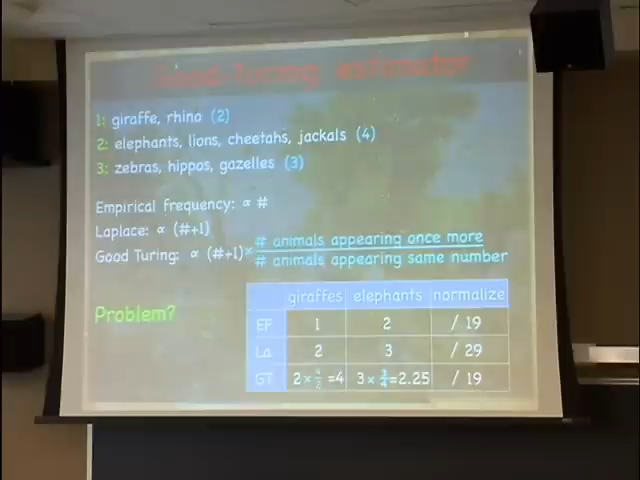 Good-Turing estimator
1: giraffe, rhino (2)
2: elephants, lions, cheetahs, jackals (4)
3: zebras, hippos, gazelles (3)
Empirical frequency: ∝ #
Laplace: ∝ (#+1)
Good Turing: ∝ (#+1)× # animals appearing once more
# animals appearing same number
Problem?
giraffes elephants normalize
EF 1 2 / 19
La 2 3 / 29
GT 2 × =4 3 × 3/4 =2.25 / 19